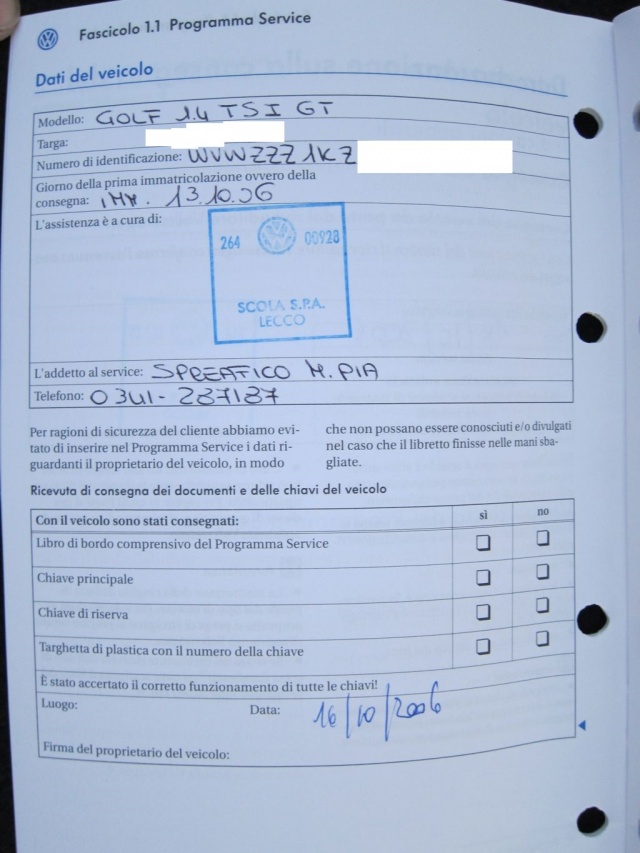 Fascicolo 1.1 Programma Service
Dati del veicolo
Modello: GOLF 1.4 TSI GT
Targa:
Numero di identificazione: WVWZZZ1KZ
Giorno della prima immatricolazione ovvero della
consegna: IMM. 13.10.06
L'assistenza è a cura di:
264 00928
SCOLA S.P.A.
LECCO
L'addetto al service: SPREAFICO M. PIA
Telefono: 0341-287187
Per ragioni di sicurezza del cliente abbiamo evi-
tato di inserire nel Programma Service i dati ri-
guardanti il proprietario del veicolo, in modo
che non possano essere conosciuti e/o divulgati
nel caso che il libretto finisse nelle mani sba-
gliate.
Ricevuta di consegna dei documenti e delle chiavi del veicolo
Con il veicolo sono stati consegnati: sì no
Libro di bordo comprensivo del Programma Service
Chiave principale
Chiave di riserva
Targhetta di plastica con il numero della chiave
È stato accertato il corretto funzionamento di tutte le chiavi!
Luogo: Data: 16/10/2006
Firma del proprietario del veicolo: